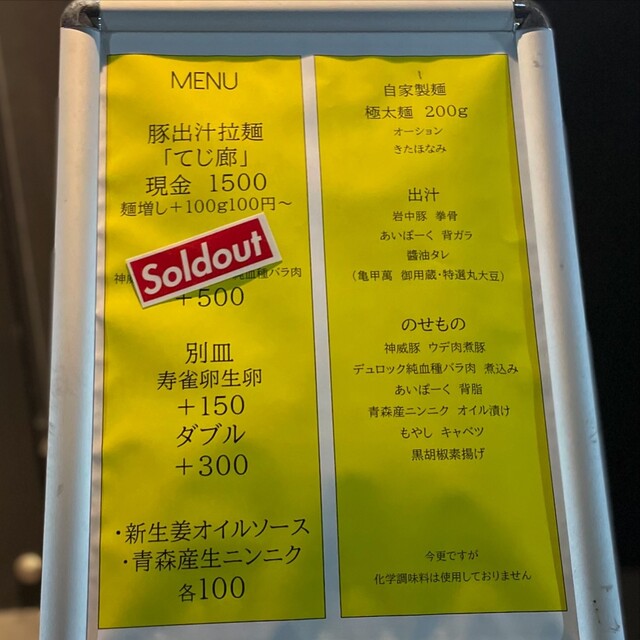 MENU
豚出汁拉麺
「てじ廊」
現金 1500
麺増し＋100g100円～
Soldout
純血種バラ肉
＋500
別皿
寿雀卵生卵
＋150
ダブル
＋300
・新生姜オイルソース
・青森産生ニンニク
各100
自家製麺
極太麺 200g
オーション
きたほなみ
出汁
岩中豚 拳骨
あいぽーく 背ガラ
醬油タレ
(亀甲萬 御用蔵・特選丸大豆)
のせもの
神威豚 ウデ肉煮豚
デュロック純血種バラ肉 煮込み
あいぽーく 背脂
青森産ニンニク オイル漬け
もやし キャベツ
黒胡椒素揚げ
今更ですが
化学調味料は使用しておりません